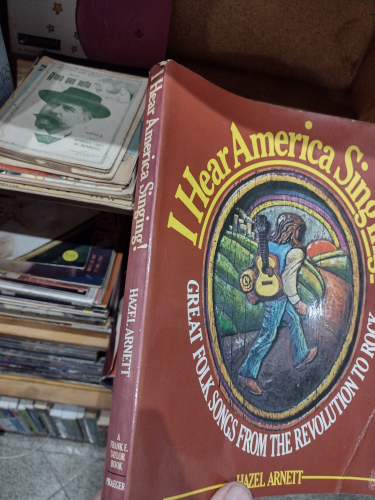 I Hear America Singing!
HAZEL ARNETT
A
FRANK E.
TAYLOR
BOOK
PRAEGER
I Hear America Singing!
GREAT FOLK SONGS FROM THE REVOLUTION TO ROCK
HAZEL ARNETT